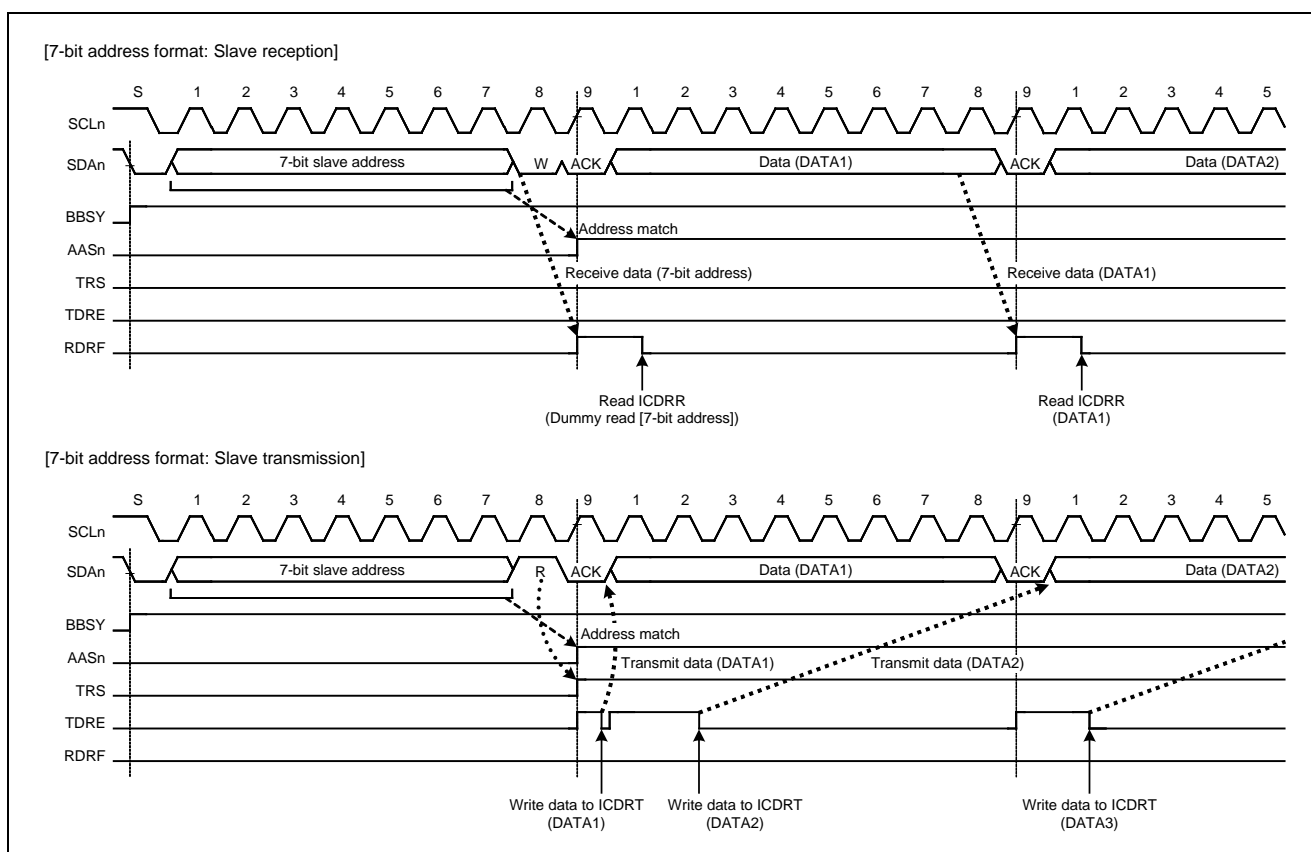 [7-bit address format: Slave reception]
S 1 2 3 4 5 6 7 8 9 1 2 3 4 5 6 7 8 9 1 2 3 4 5
SCLn
SDAn 7-bit slave address W ACK Data (DATA1) ACK Data (DATA2)
BBSY
Address match
AASn
Receive data (7-bit address) Receive data (DATA1)
TRS
TDRE
RDRF
Read ICDRR Read ICDRR
(Dummy read [7-bit address]) (DATA1)
[7-bit address format: Slave transmission]
S 1 2 3 4 5 6 7 8 9 1 2 3 4 5 6 7 8 9 1 2 3 4 5
SCLn
SDAn 7-bit slave address R ACK Data (DATA1) ACK Data (DATA2)
BBSY
Address match
AASn Transmit data (DATA1) Transmit data (DATA2)
TRS
TDRE
RDRF
Write data to ICDRT Write data to ICDRT Write data to ICDRT
(DATA1) (DATA2) (DATA3)